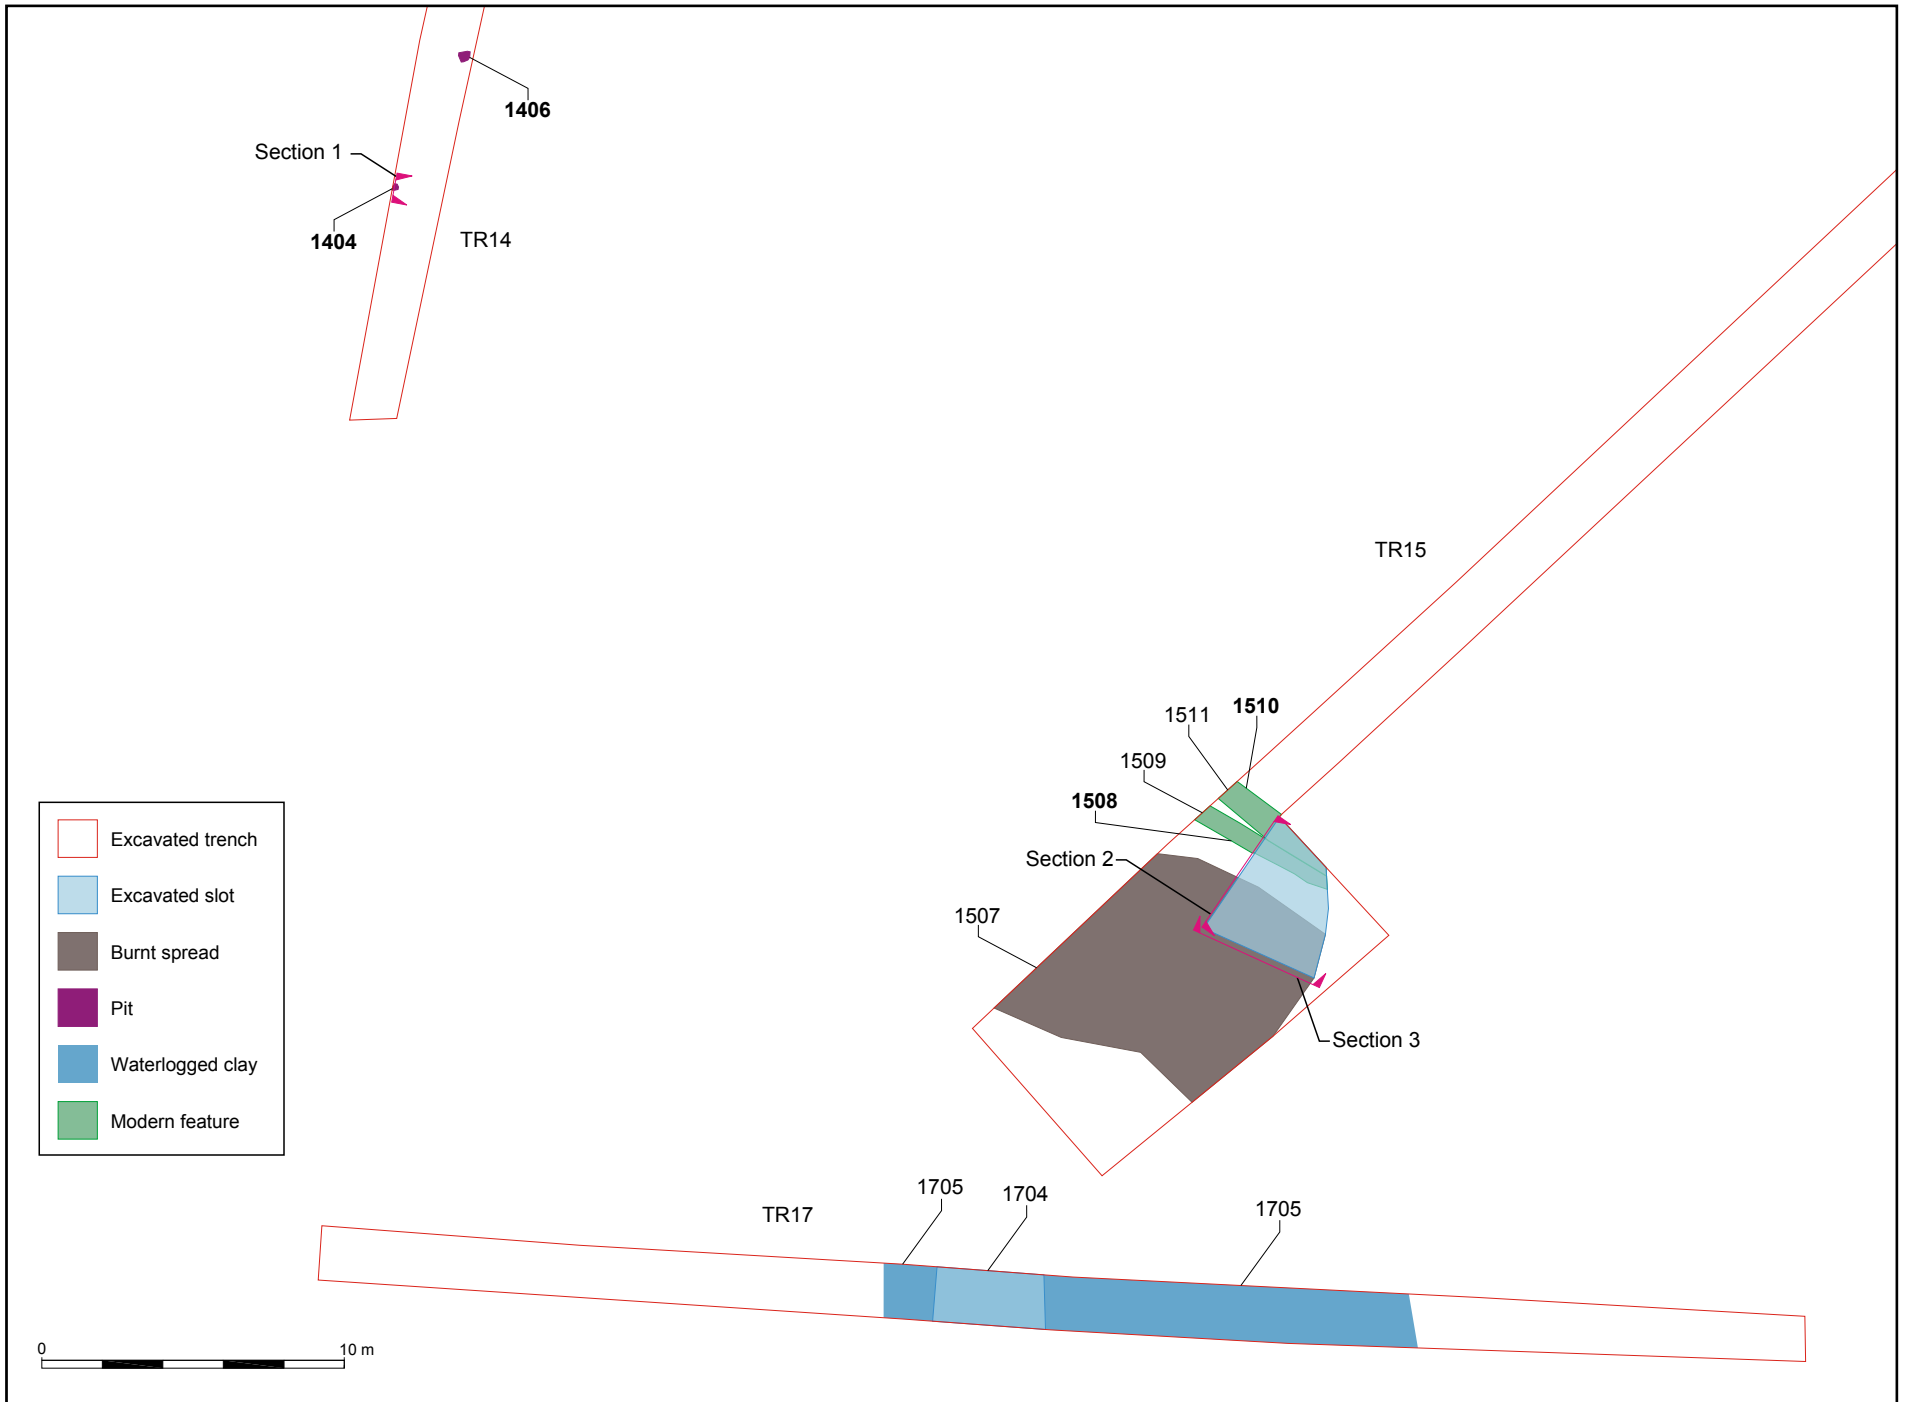 1406
Section 1
1404
TR14
TR15
1510
1511
1509
1508
Section 2
1507
Section 3
Excavated trench
Excavated slot
Burnt spread
Pit
Waterlogged clay
Modern feature
1705
1704
1705
TR17
0
10 m